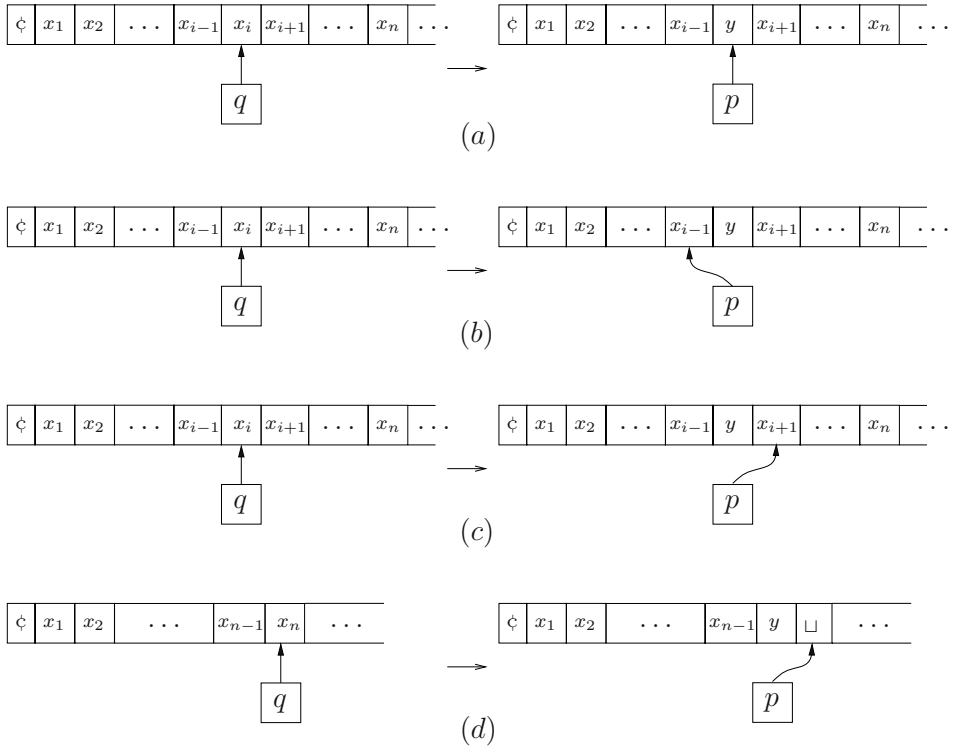 ¢ x₁ x₂ ... xᵢ₋₁ xᵢ xᵢ₊₁ ... xₙ ... ¢ x₁ x₂ ... xᵢ₋₁ y xᵢ₊₁ ... xₙ ...
q p
(a)
¢ x₁ x₂ ... xᵢ₋₁ xᵢ xᵢ₊₁ ... xₙ ... ¢ x₁ x₂ ... xᵢ₋₁ y xᵢ₊₁ ... xₙ ...
q p
(b)
¢ x₁ x₂ ... xᵢ₋₁ xᵢ xᵢ₊₁ ... xₙ ... ¢ x₁ x₂ ... xᵢ₋₁ y xᵢ₊₁ ... xₙ ...
q p
(c)
¢ x₁ x₂ ... xₙ₋₁ xₙ ... ¢ x₁ x₂ ... xₙ₋₁ y ⊔ ...
q p
(d)